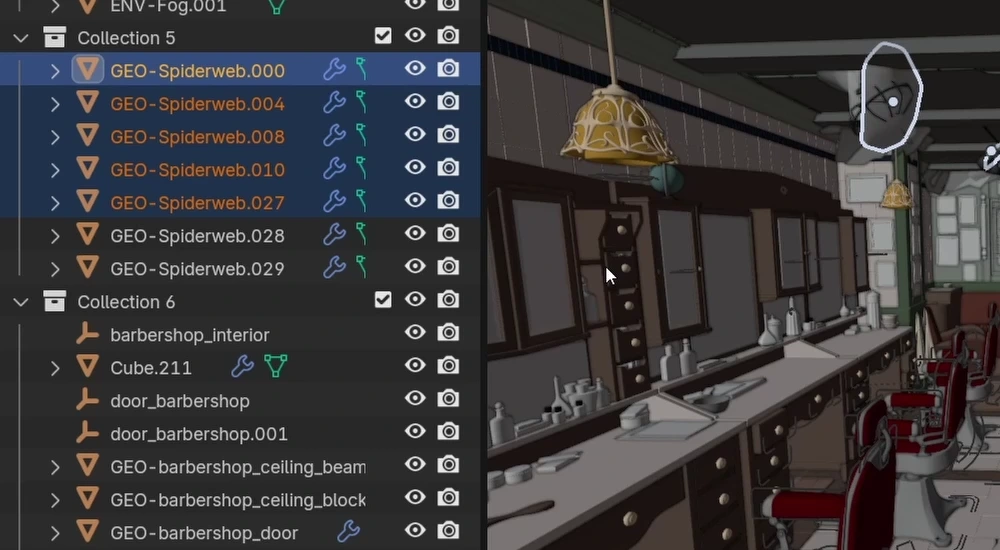 ENV-Fog.001
Collection 5
GEO-Spiderweb.000
GEO-Spiderweb.004
GEO-Spiderweb.008
GEO-Spiderweb.010
GEO-Spiderweb.027
GEO-Spiderweb.028
GEO-Spiderweb.029
Collection 6
barbershop_interior
Cube.211
door_barbershop
door_barbershop.001
GEO-barbershop_ceiling_beam
GEO-barbershop_ceiling_block
GEO-barbershop_door